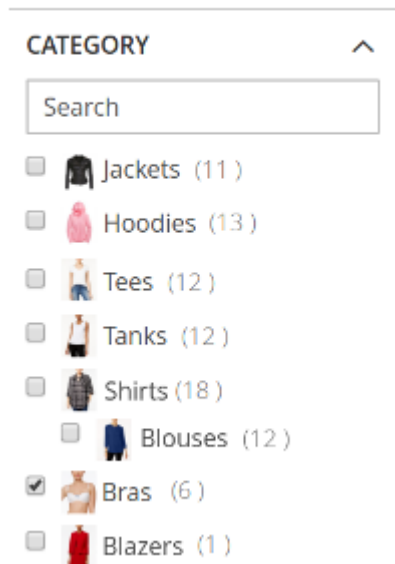 CATEGORY
Search
Jackets (11 )
Hoodies (13 )
Tees (12 )
Tanks (12 )
Shirts (18 )
Blouses (12 )
Bras (6 )
Blazers (1 )